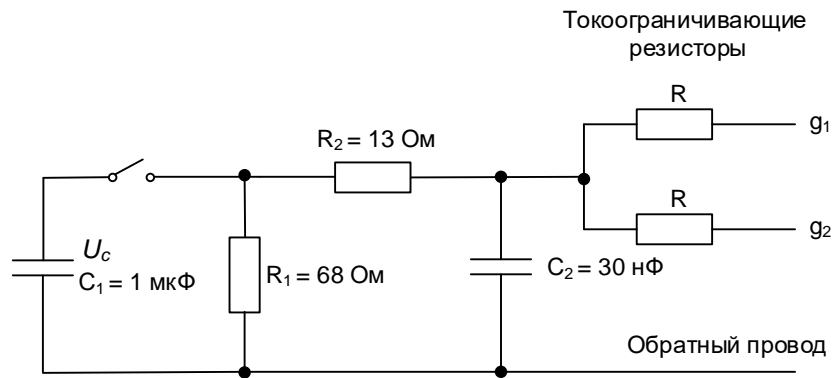 Токоограничивающие
резисторы
R
g₁
R₂ = 13 Ом
R
g₂
U𝑐
C₁ = 1 мкФ
R₁ = 68 Ом
C₂ = 30 нФ
Обратный провод